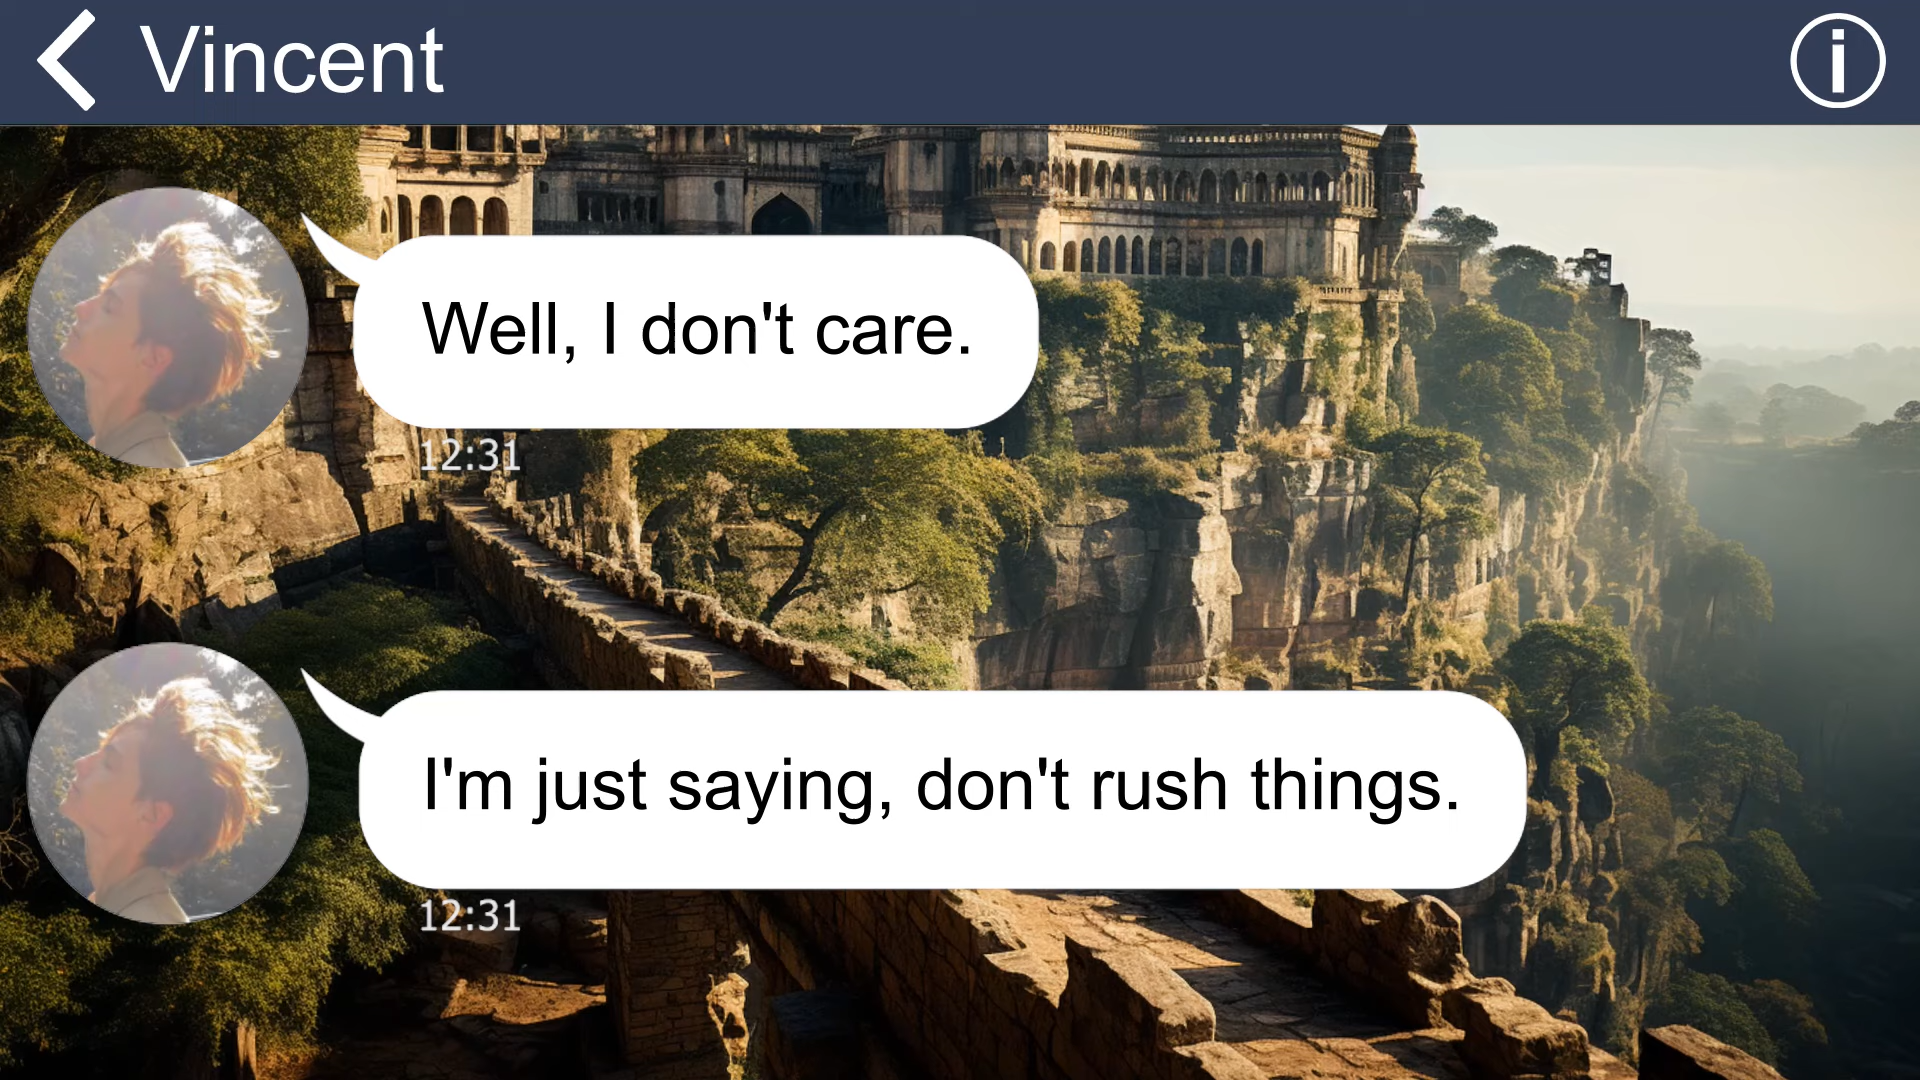 Vincent
Well, I don't care.
12:31
I'm just saying, don't rush things.
12:31